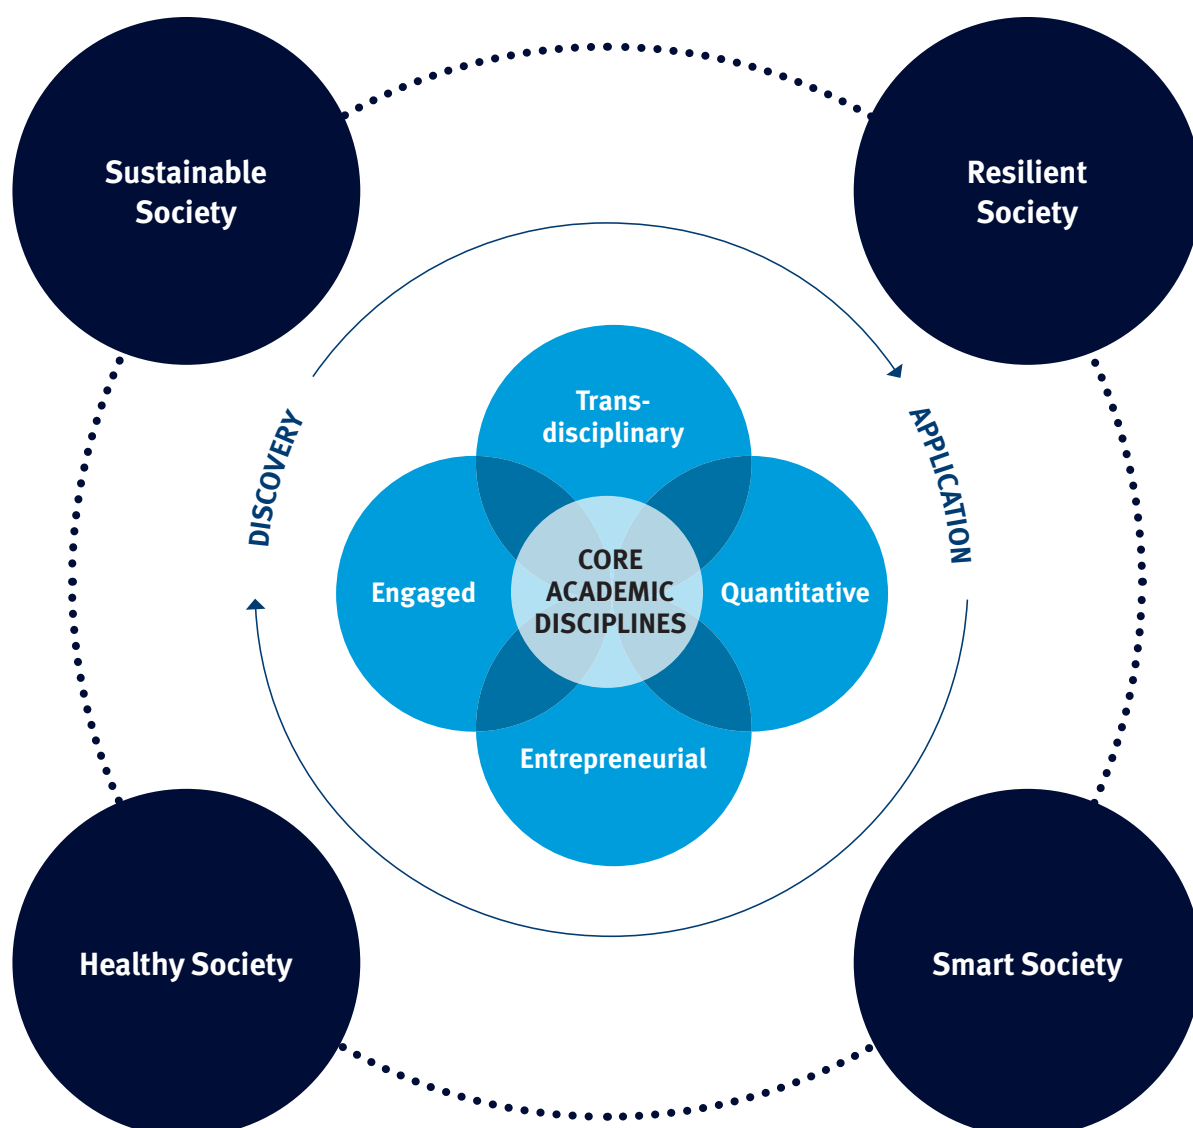 Sustainable
Society
Resilient
Society
DISCOVERY
APPLICATION
Trans-
disciplinary
Engaged
CORE
ACADEMIC
DISCIPLINES
Quantitative
Entrepreneurial
Healthy Society
Smart Society